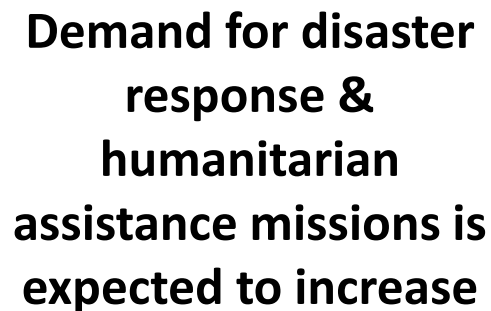 Demand for disaster
response &
humanitarian
assistance missions is
expected to increase